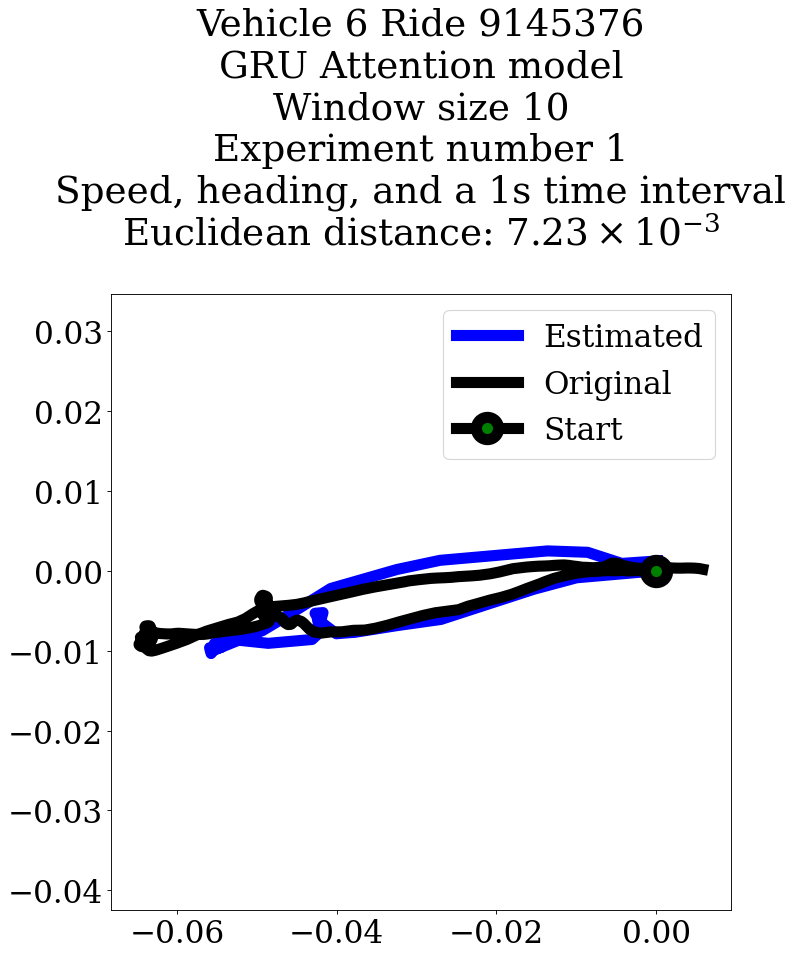 Vehicle 6 Ride 9145376
GRU Attention model
Window size 10
Experiment number 1
Speed, heading, and a 1s time interval
Euclidean distance: 7.23 × 10⁻³
Estimated
Original
Start
0.03
0.02
0.01
0.00
−0.01
−0.02
−0.03
−0.04
−0.06
−0.04
−0.02
0.00